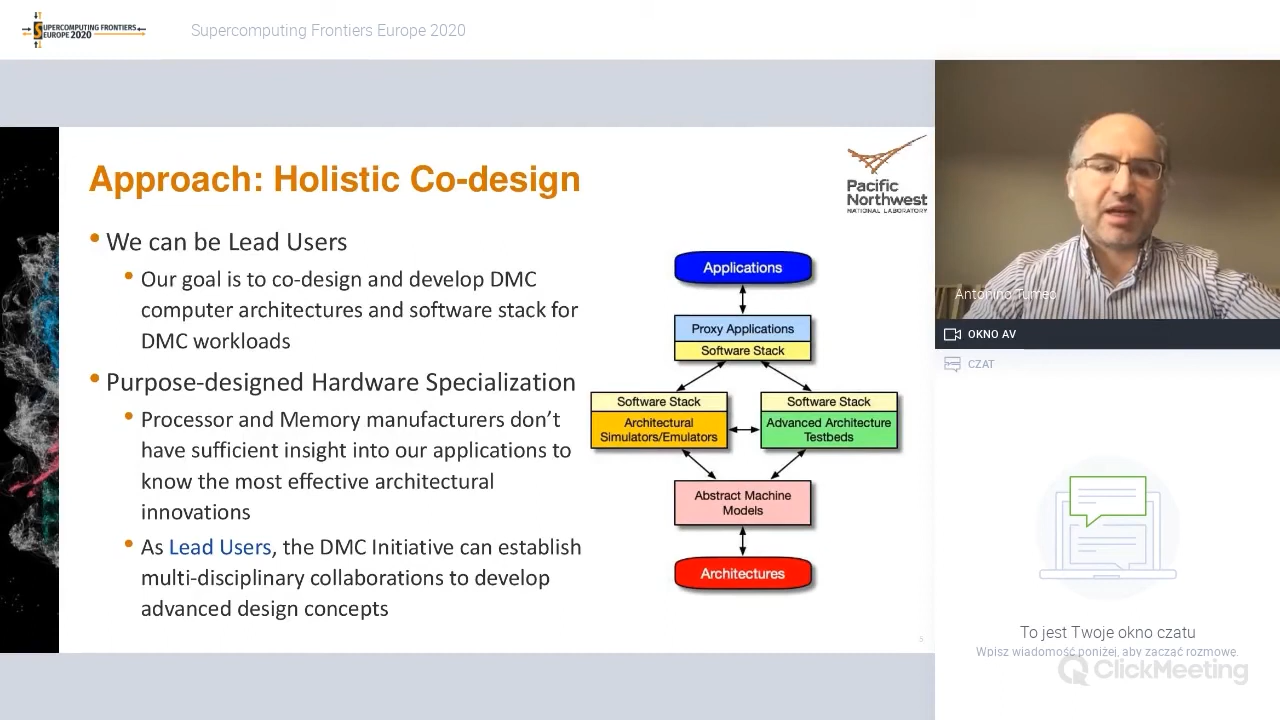 SUPERCOMPUTING FRONTIERS
EUROPE 2020
Supercomputing Frontiers Europe 2020
Approach: Holistic Co-design
Pacific
Northwest
NATIONAL LABORATORY
• We can be Lead Users
• Our goal is to co-design and develop DMC
computer architectures and software stack for
DMC workloads
• Purpose-designed Hardware Specialization
• Processor and Memory manufacturers don’t
have sufficient insight into our applications to
know the most effective architectural
innovations
• As Lead Users, the DMC Initiative can establish
multi-disciplinary collaborations to develop
advanced design concepts
Applications
Proxy Applications
Software Stack
Software Stack
Architectural
Simulators/Emulators
Software Stack
Advanced Architecture
Testbeds
Abstract Machine
Models
Architectures
5
Antonino Tumeo
OKNO AV
CZAT
To jest Twoje okno czatu
Wpisz wiadomość poniżej, aby zacząć rozmowę.
ClickMeeting